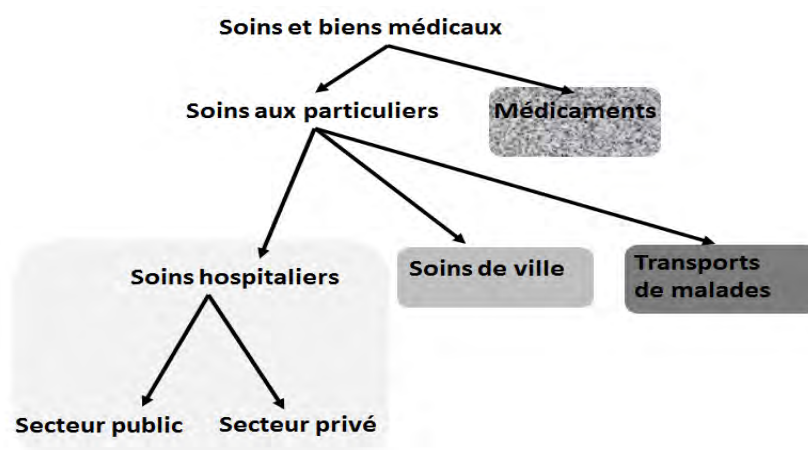 Soins et biens médicaux
Soins aux particuliers
Médicaments
Soins hospitaliers
Soins de ville
Transports
de malades
Secteur public
Secteur privé